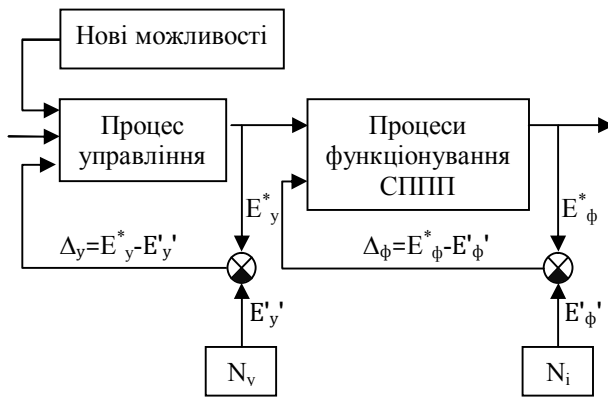 Нові можливості
Процес
управління
Процеси
функціонування
СППП
E*у
E*ф
Δу=E*у-E'у'
Δф=E*ф-E'ф'
E'у'
E'ф'
Nv
Ni